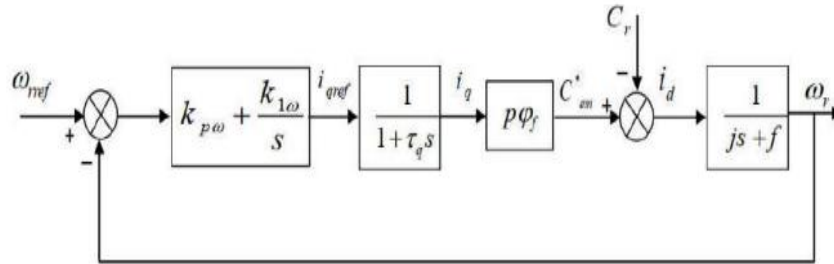 C_r
ω_rref
k_pω + k_1ω / s
i_qref
1 / 1+τ_q s
i_q
pφ_f
C*_em
i_d
1 / js+f
ω_r
+
−
+
−